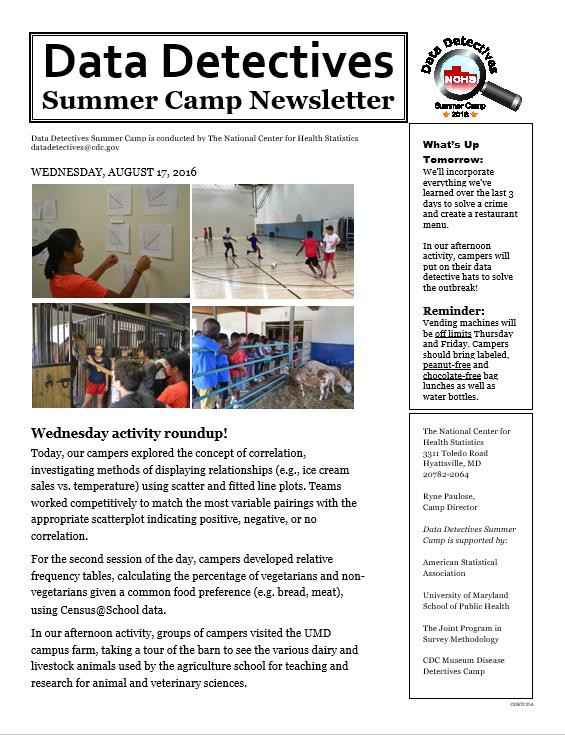 Data Detectives
Summer Camp Newsletter
Data Detectives
NCHS
Summer Camp
2016
Data Detectives Summer Camp is conducted by The National Center for Health Statistics
datadetectives@cdc.gov
WEDNESDAY, AUGUST 17, 2016
Wednesday activity roundup!
Today, our campers explored the concept of correlation,
investigating methods of displaying relationships (e.g., ice cream
sales vs. temperature) using scatter and fitted line plots. Teams
worked competitively to match the most variable pairings with the
appropriate scatterplot indicating positive, negative, or no
correlation.
For the second session of the day, campers developed relative
frequency tables, calculating the percentage of vegetarians and non-
vegetarians given a common food preference (e.g. bread, meat),
using Census@School data.
In our afternoon activity, groups of campers visited the UMD
campus farm, taking a tour of the barn to see the various dairy and
livestock animals used by the agriculture school for teaching and
research for animal and veterinary sciences.
What's Up
Tomorrow:
We'll incorporate
everything we've
learned over the last 3
days to solve a crime
and create a restaurant
menu.
In our afternoon
activity, campers will
put on their data
detective hats to solve
the outbreak!
Reminder:
Vending machines will
be off limits Thursday
and Friday. Campers
should bring labeled,
peanut-free and
chocolate-free bag
lunches as well as
water bottles.
The National Center for
Health Statistics
3311 Toledo Road
Hyattsville, MD
20782-2064
Ryne Paulose,
Camp Director
Data Detectives Summer
Camp is supported by:
American Statistical
Association
University of Maryland
School of Public Health
The Joint Program in
Survey Methodology
CDC Museum Disease
Detectives Camp